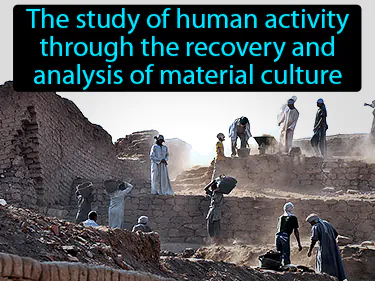 The study of human activity
through the recovery and
analysis of material culture